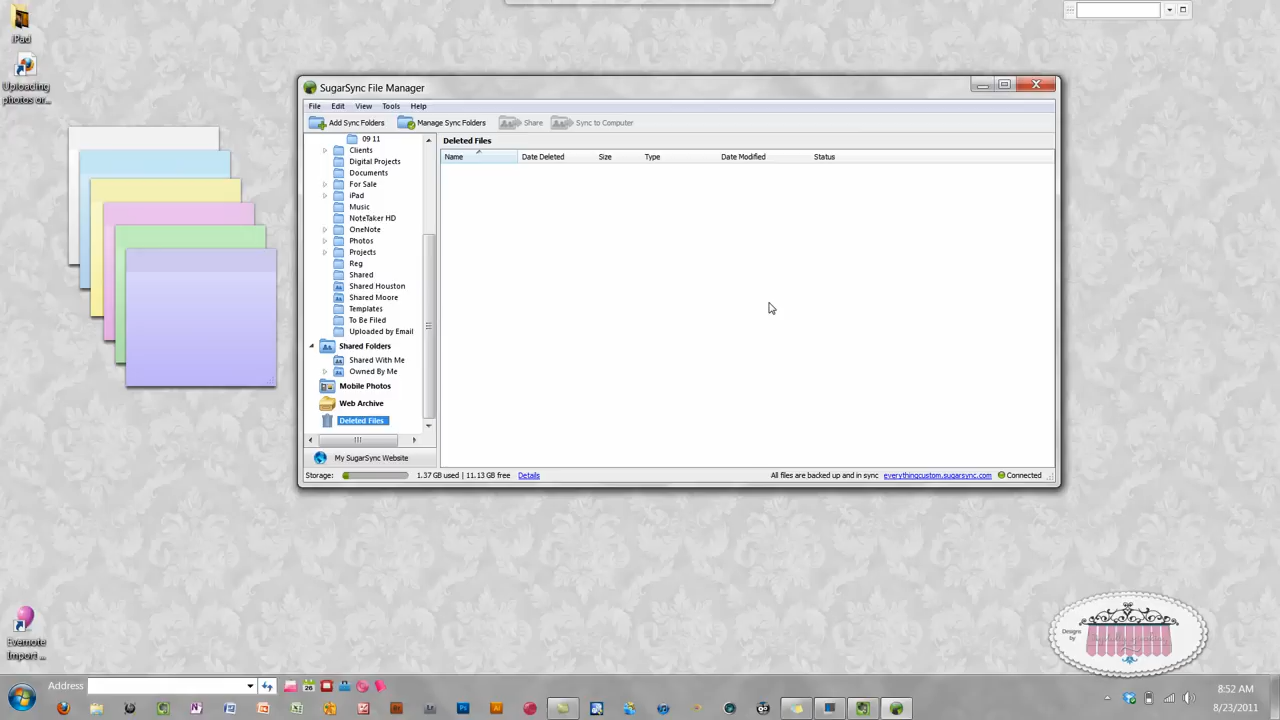 iPad
Uploading
photos or...
SugarSync File Manager
File Edit View Tools Help
Add Sync Folders Manage Sync Folders Share Sync to Computer
Deleted Files
Name Date Deleted Size Type Date Modified Status
09 11
Clients
Digital Projects
Documents
For Sale
iPad
Music
NoteTaker HD
OneNote
Photos
Projects
Reg
Shared
Shared Houston
Shared Moore
Templates
To Be Filed
Uploaded by Email
Shared Folders
Shared With Me
Owned By Me
Mobile Photos
Web Archive
Deleted Files
My SugarSync Website
Storage: 1.37 GB used | 11.13 GB free Details All files are backed up and in sync everythingcustom.sugarsync.com Connected
Designs
by
Evernote
Import ...
Address
8:52 AM
8/23/2011